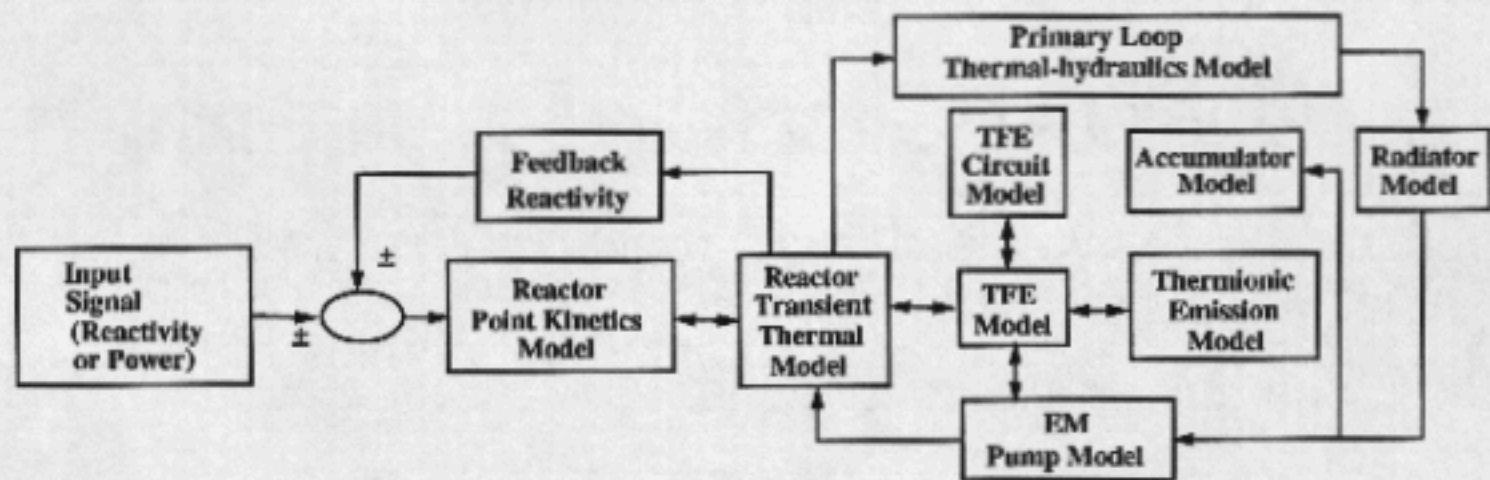 Primary Loop
Thermal-hydraulics Model
TFE
Circuit
Model
Accumulator
Model
Radiator
Model
Feedback
Reactivity
±
Input
Signal
(Reactivity
or Power)
±
Reactor
Point Kinetics
Model
Reactor
Transient
Thermal
Model
TFE
Model
Thermionic
Emission
Model
EM
Pump Model